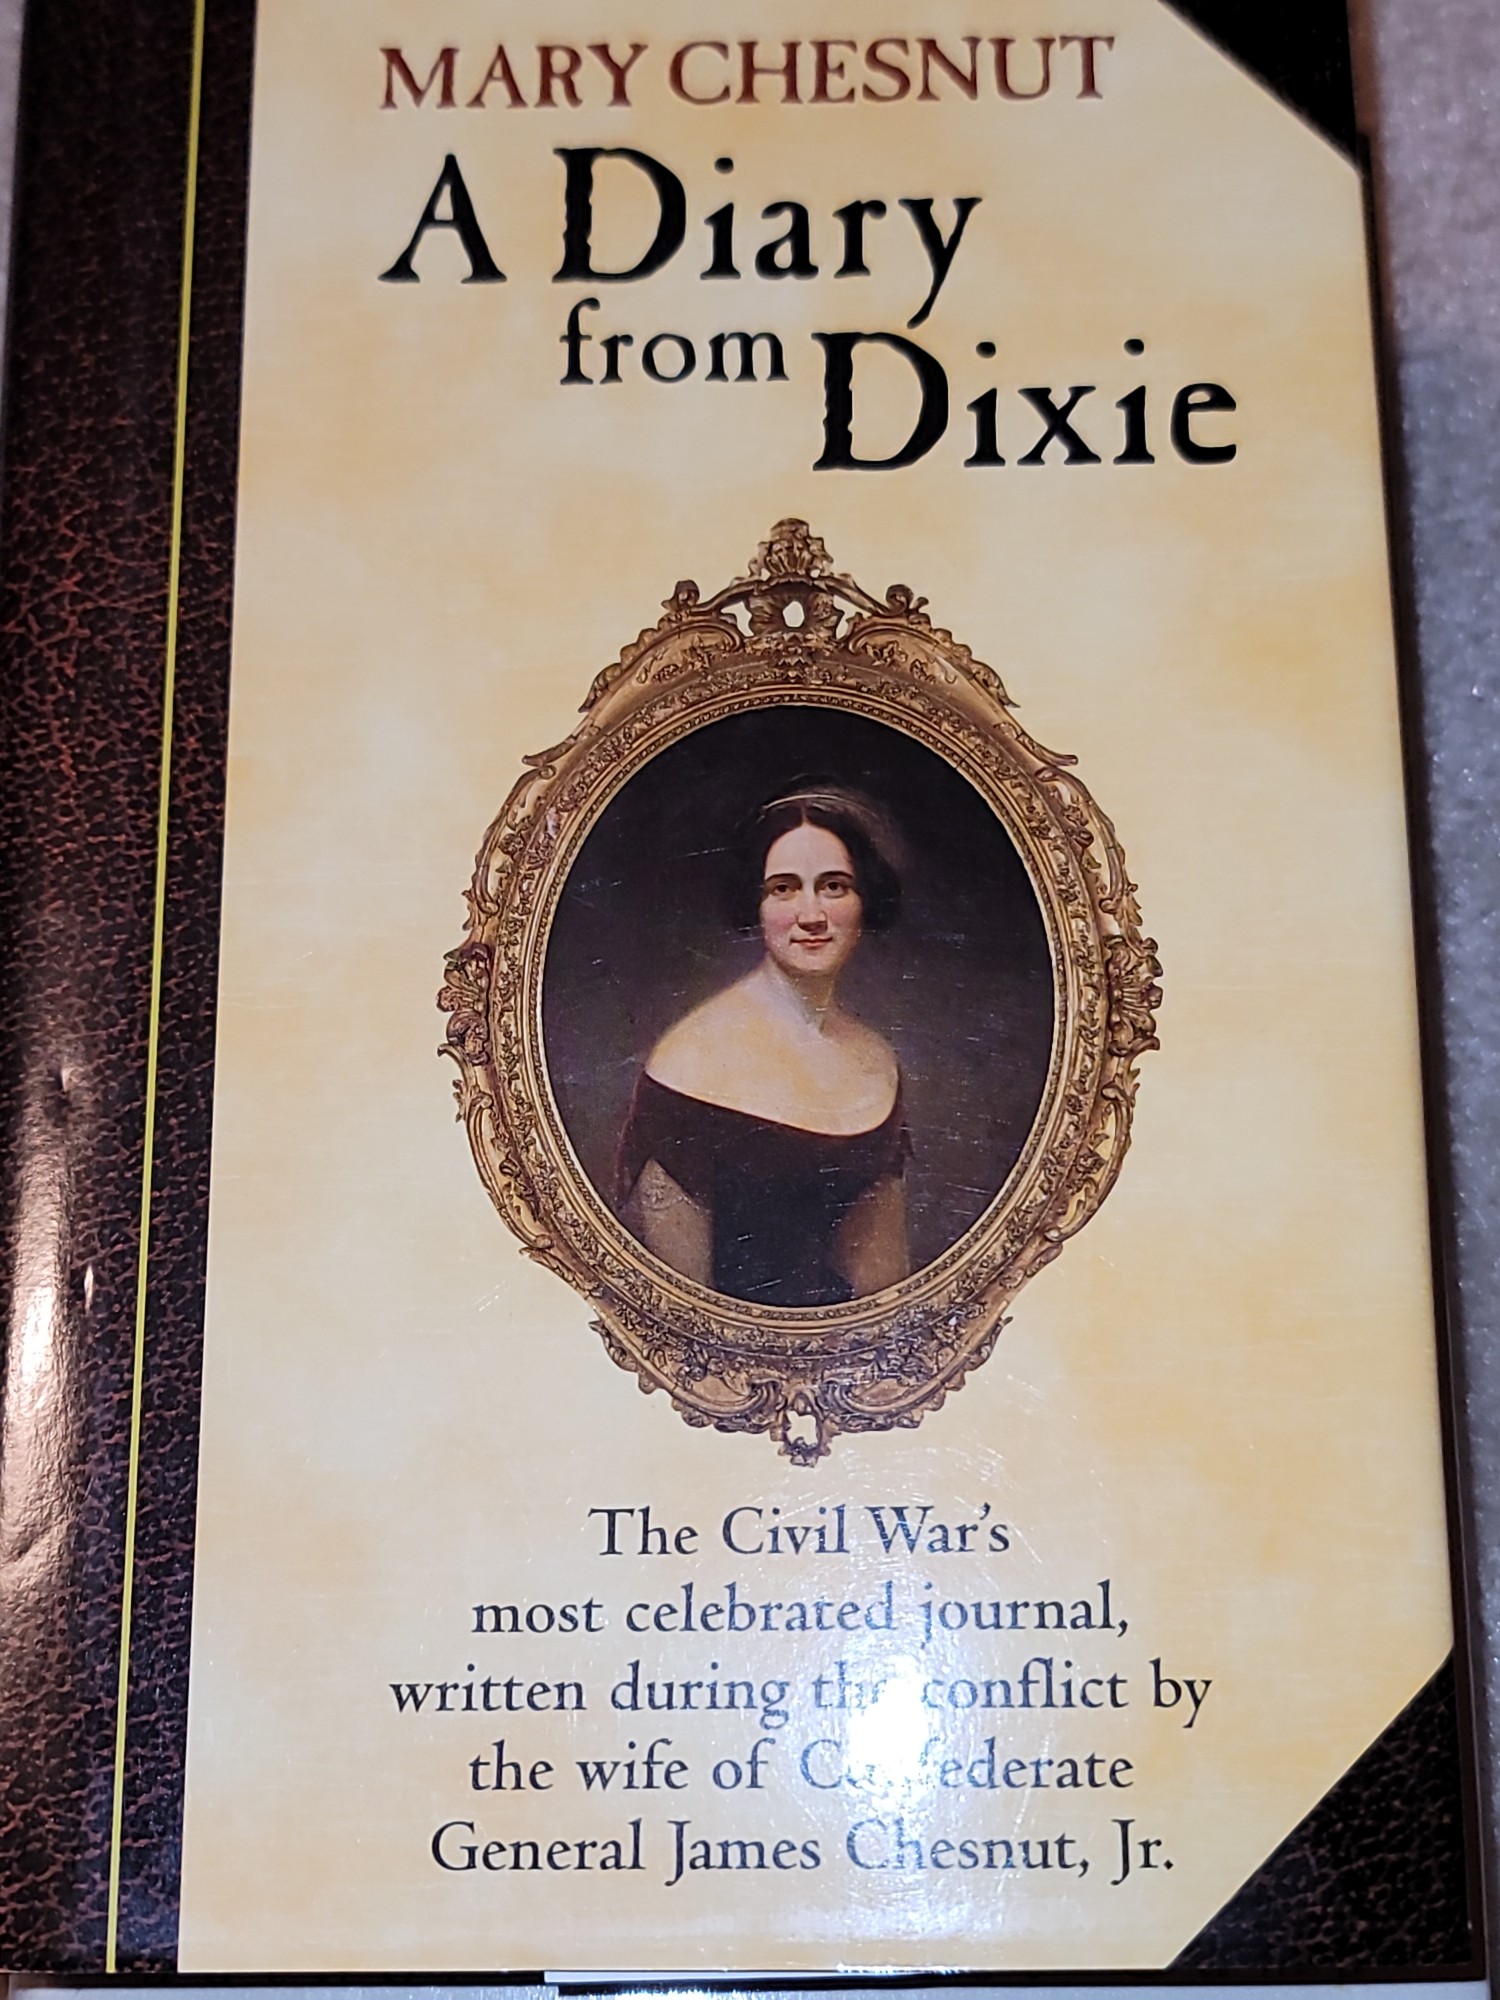 MARY CHESNUT
A Diary
from Dixie
The Civil War's
most celebrated journal,
written during the conflict by
the wife of Confederate
General James Chesnut, Jr.